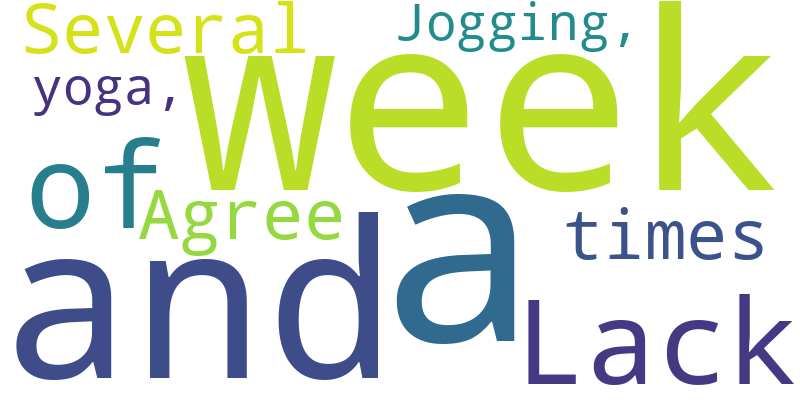 Several Jogging,
yoga, week
of
Agree a times
and Lack